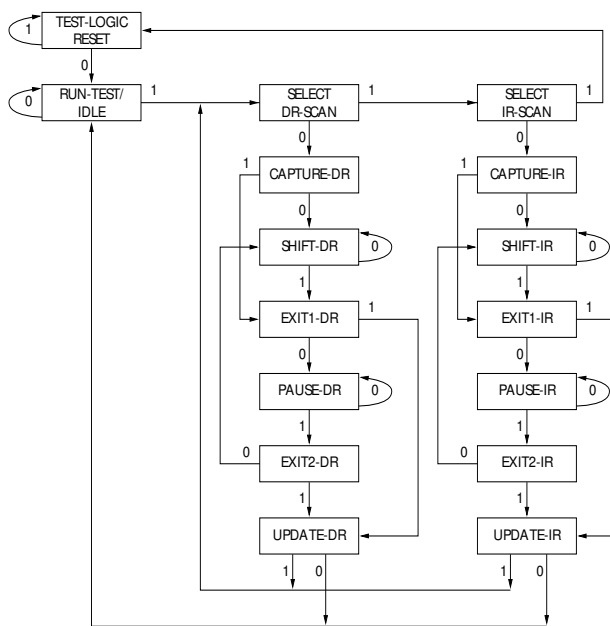 TEST-LOGIC
RESET
1
0
RUN-TEST/
IDLE
0
1
SELECT
DR-SCAN
1
SELECT
IR-SCAN
1
0
0
1
CAPTURE-DR
1
CAPTURE-IR
0
0
SHIFT-DR
0
SHIFT-IR
0
1
1
EXIT1-DR
1
EXIT1-IR
1
0
0
PAUSE-DR
0
PAUSE-IR
0
1
1
0
EXIT2-DR
0
EXIT2-IR
1
1
UPDATE-DR
UPDATE-IR
1
0
1
0